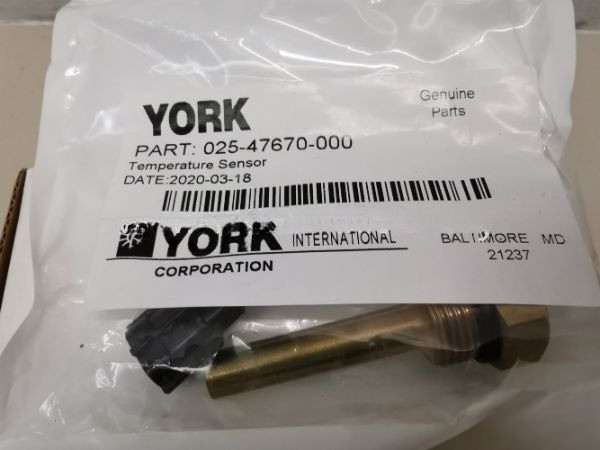 YORK
Genuine
Parts
PART: 025-47670-000
Temperature Sensor
DATE:2020-03-18
YORK INTERNATIONAL
CORPORATION
BALTIMORE MD
21237